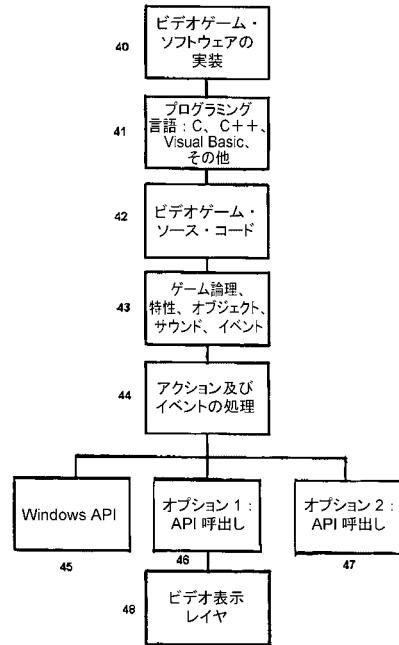 ビデオゲーム・
ソフトウェアの
実装
40
プログラミング
言語：C、C++、
Visual Basic、
その他
41
ビデオゲーム・
ソース・コード
42
ゲーム論理、
特性、オブジェクト、
サウンド、イベント
43
アクション及び
イベントの処理
44
Windows API
45
オプション 1：
API 呼出し
46
オプション 2：
API 呼出し
47
ビデオ表示
レイヤ
48